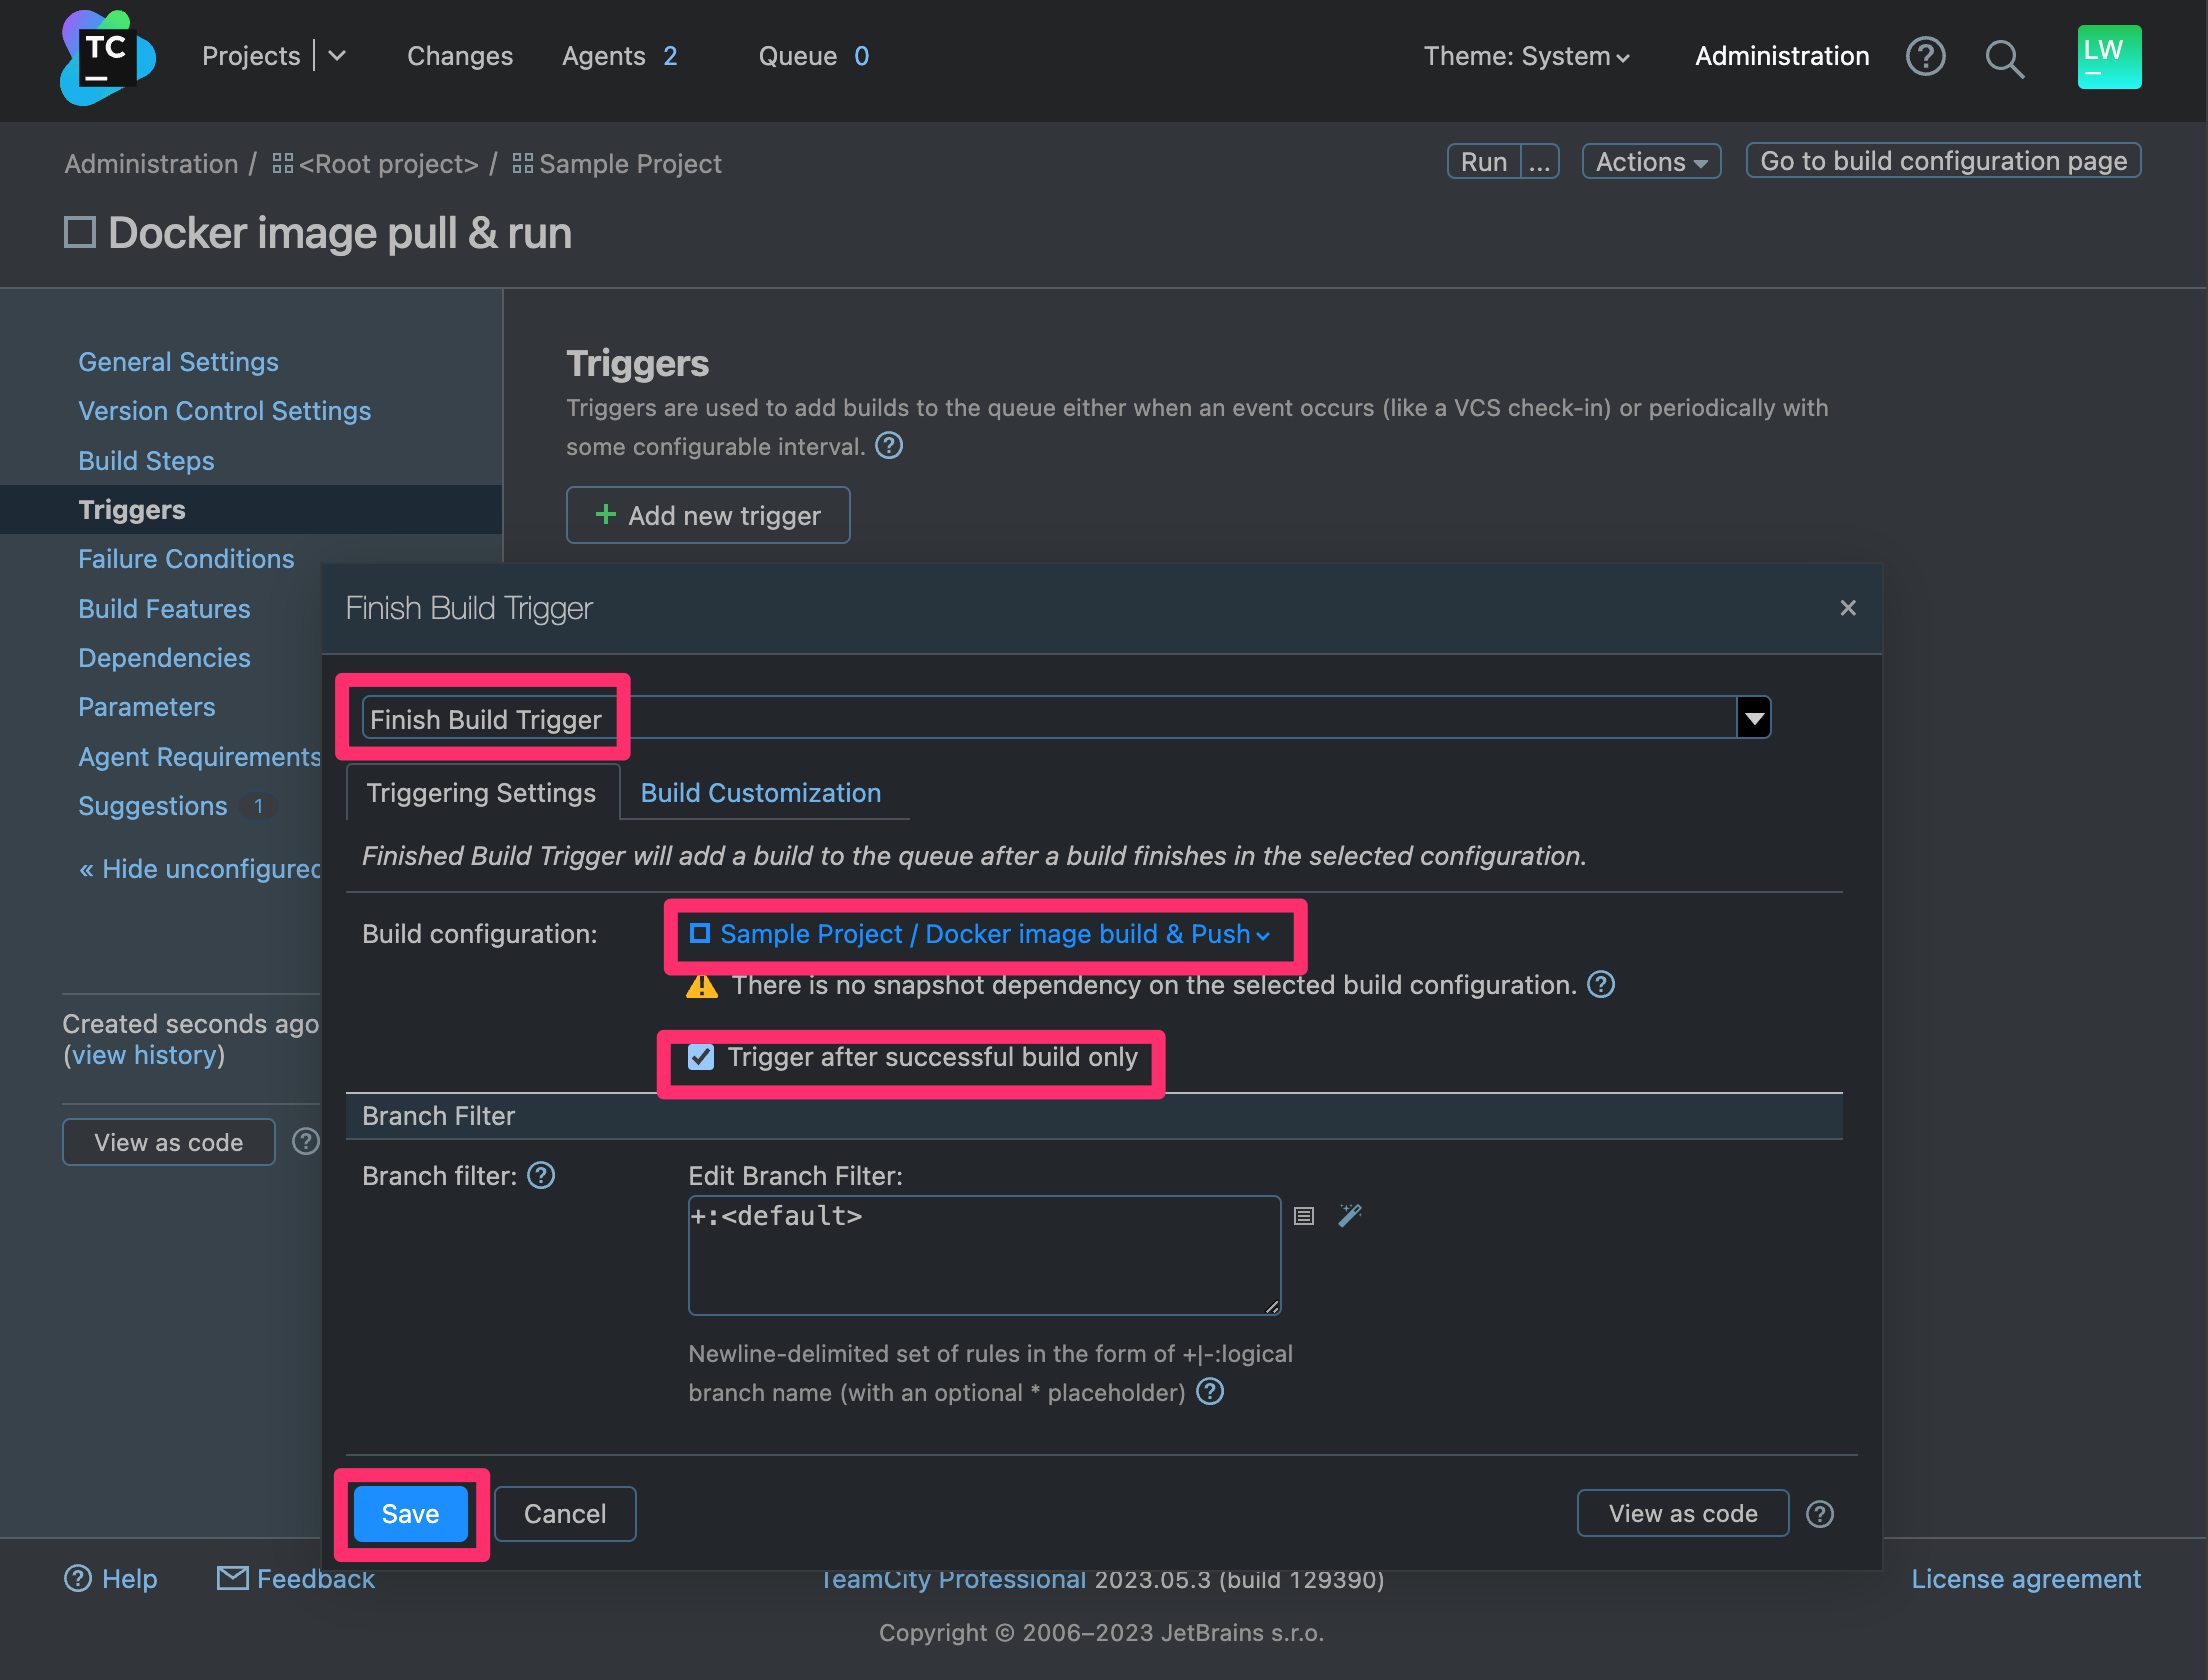 TC
Projects
Changes
Agents 2
Queue 0
Theme: System
Administration
LW
Administration / <Root project> / Sample Project
Run ...
Actions
Go to build configuration page
Docker image pull & run
General Settings
Version Control Settings
Build Steps
Triggers
Failure Conditions
Build Features
Dependencies
Parameters
Agent Requirements
Suggestions 1
« Hide unconfigured
Created seconds ago
(view history)
View as code ?
Triggers
Triggers are used to add builds to the queue either when an event occurs (like a VCS check-in) or periodically with
some configurable interval. ?
+ Add new trigger
Finish Build Trigger
Finish Build Trigger
Triggering Settings
Build Customization
Finished Build Trigger will add a build to the queue after a build finishes in the selected configuration.
Build configuration:
Sample Project / Docker image build & Push
There is no snapshot dependency on the selected build configuration. ?
Trigger after successful build only
Branch Filter
Branch filter: ?
Edit Branch Filter:
+:<default>
Newline-delimited set of rules in the form of +|-:logical
branch name (with an optional * placeholder) ?
Save
Cancel
View as code ?
Help
Feedback
TeamCity Professional 2023.05.3 (build 129390)
License agreement
Copyright © 2006–2023 JetBrains s.r.o.